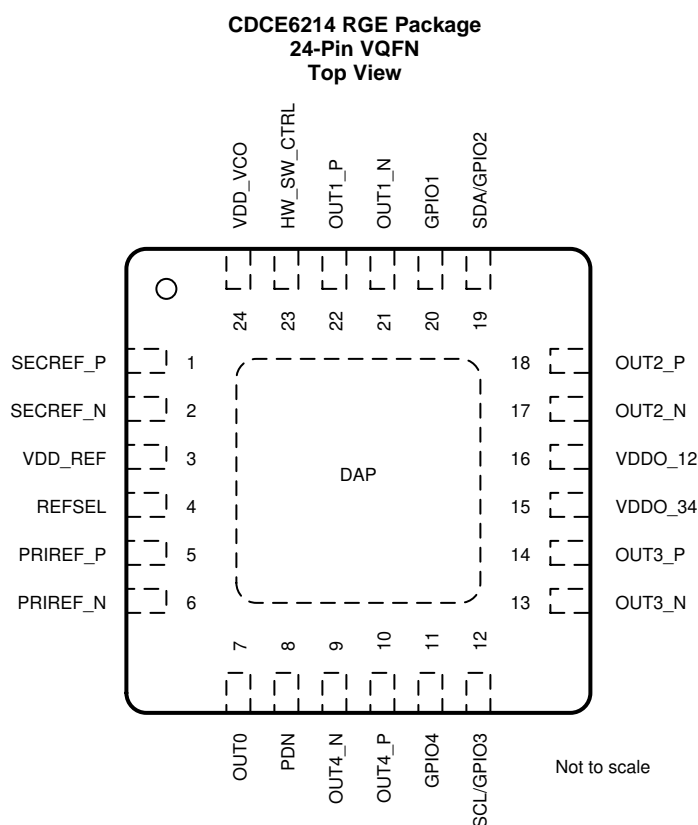 CDCE6214 RGE Package
24-Pin VQFN
Top View
VDD_VCO
HW_SW_CTRL
OUT1_P
OUT1_N
GPIO1
SDA/GPIO2
24
23
22
21
20
19
SECREF_P 1
SECREF_N 2
VDD_REF 3
REFSEL 4
PRIREF_P 5
PRIREF_N 6
DAP
18 OUT2_P
17 OUT2_N
16 VDDO_12
15 VDDO_34
14 OUT3_P
13 OUT3_N
7
8
9
10
11
12
OUT0
PDN
OUT4_N
OUT4_P
GPIO4
SCL/GPIO3
Not to scale